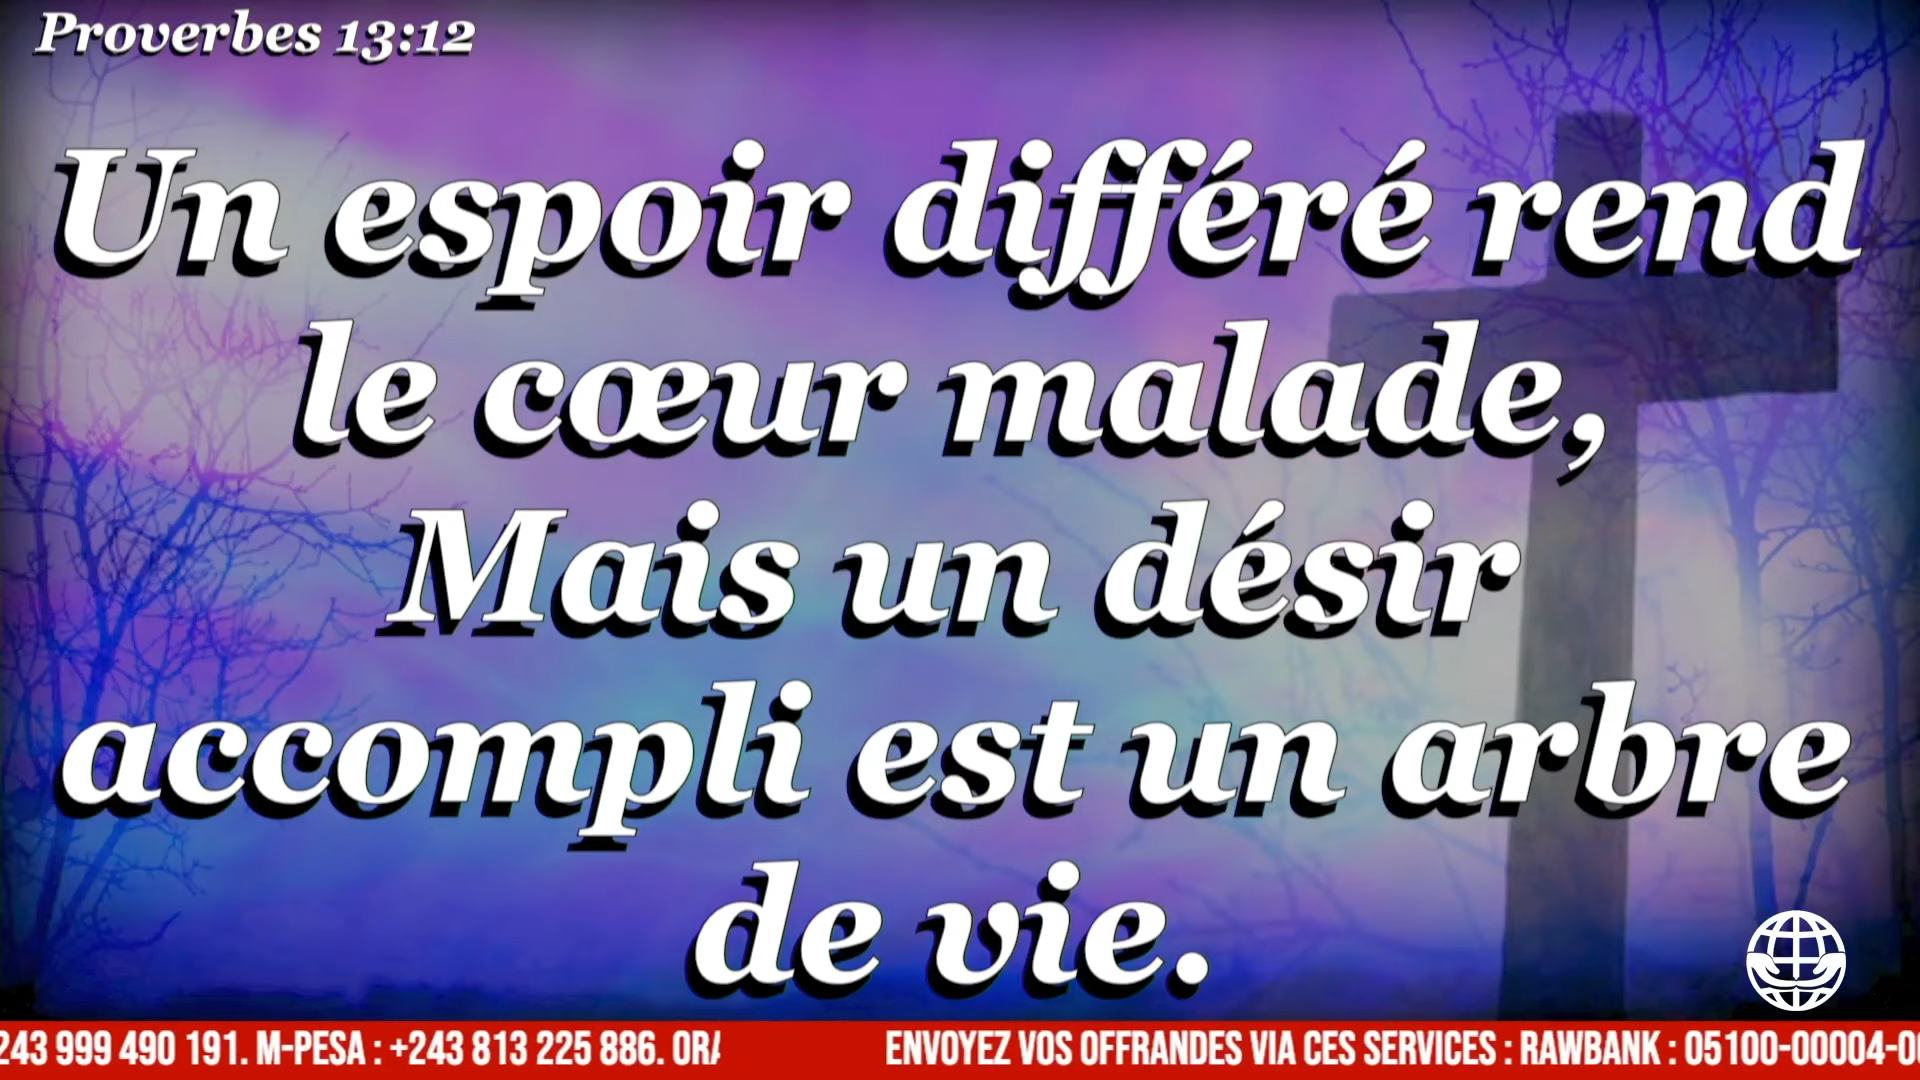 Proverbes 13:12
Un espoir différé rend
le cœur malade,
Mais un désir
accompli est un arbre
de vie.
243 999 490 191. M-PESA : +243 813 225 886. ENVOYEZ VOS OFFRANDES VIA CES SERVICES : RAWBANK : 05100-00004-0